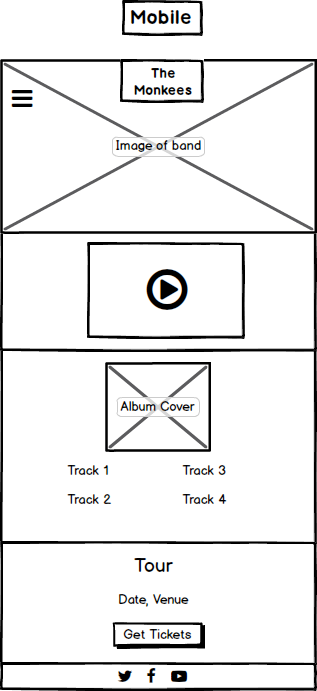 Mobile
The
Monkees
Image of band
Album Cover
Track 1 Track 3
Track 2 Track 4
Tour
Date, Venue
Get Tickets